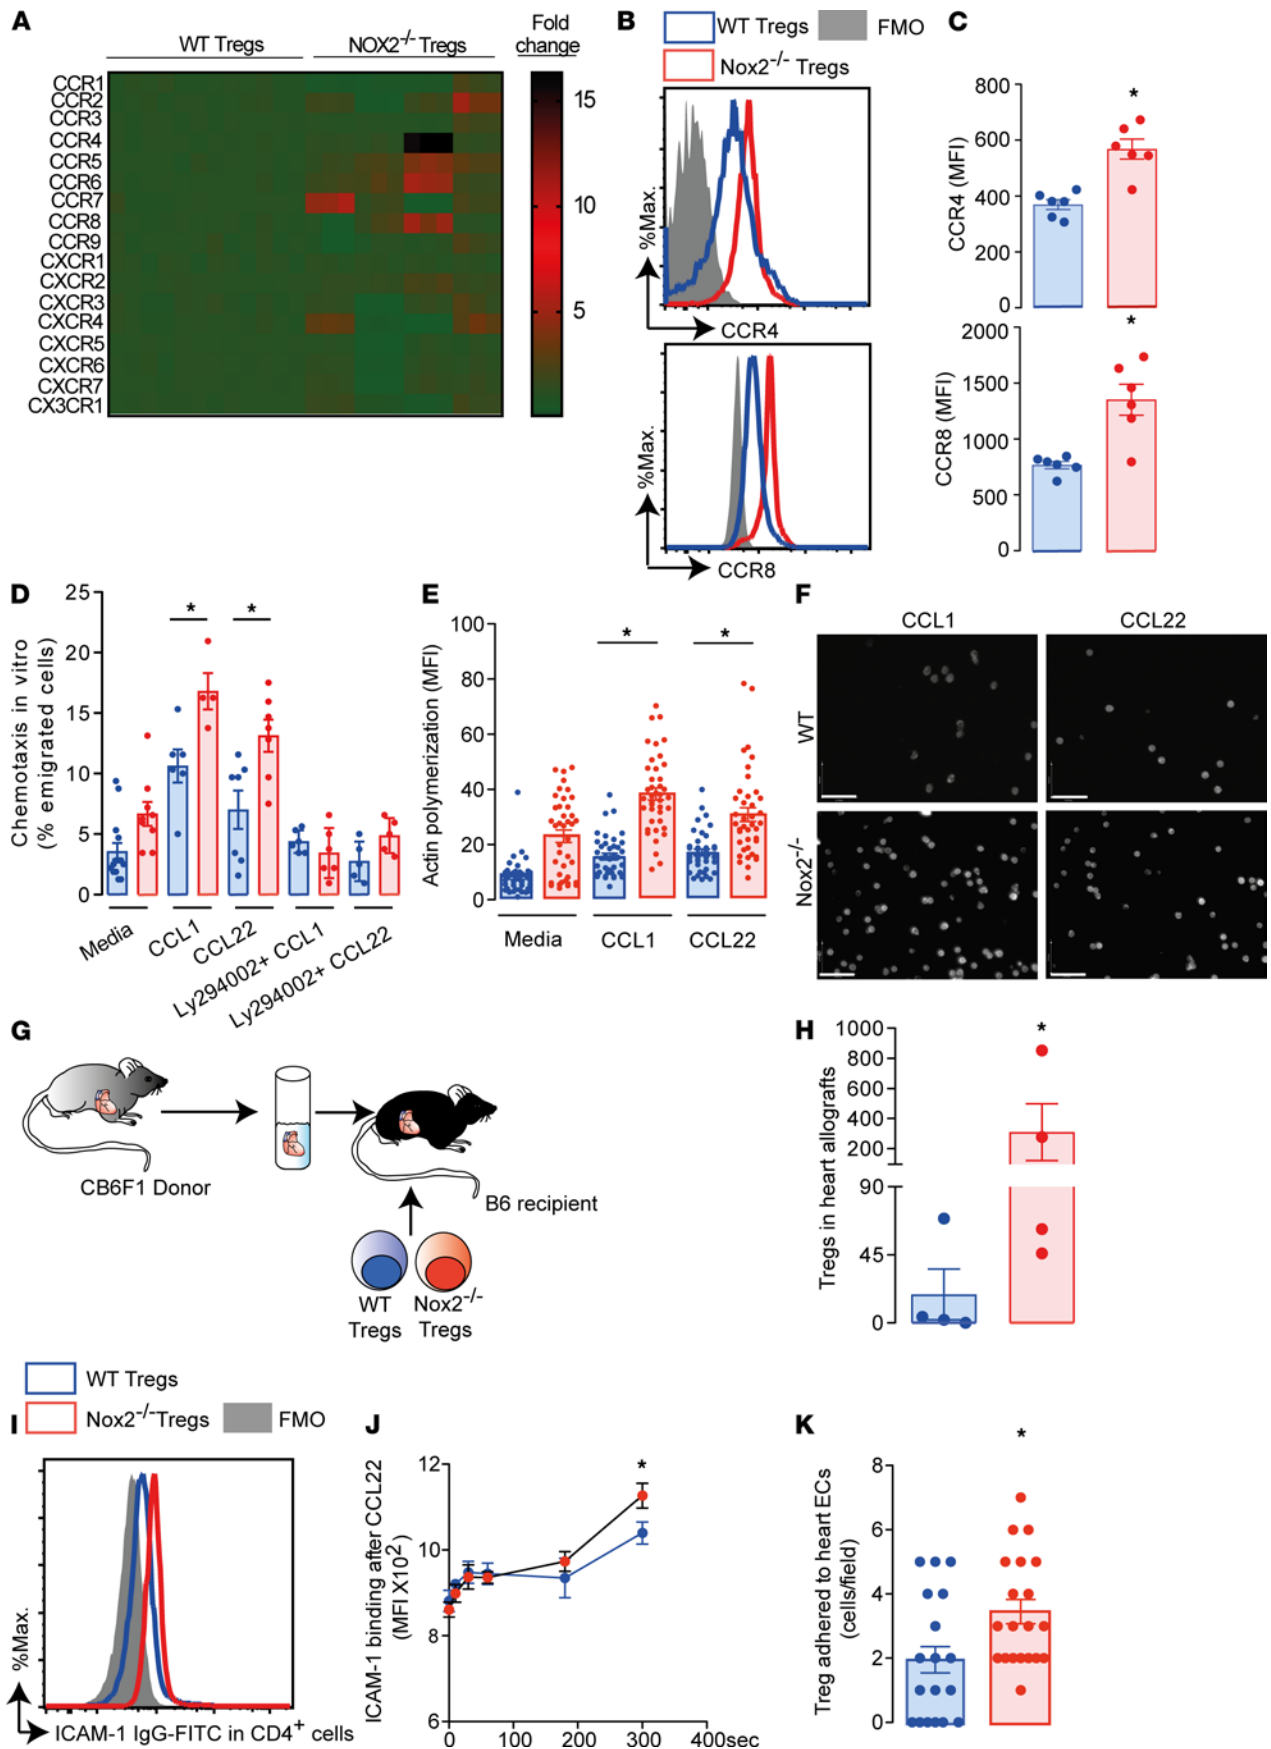 A
WT Tregs
NOX2-/- Tregs
Fold
change
CCR1
CCR2
CCR3
CCR4
CCR5
CCR6
CCR7
CCR8
CCR9
CXCR1
CXCR2
CXCR3
CXCR4
CXCR5
CXCR6
CXCR7
CX3CR1
15
10
5
B
WT Tregs
FMO
Nox2-/- Tregs
%Max.
CCR4
%Max.
CCR8
C
CCR4 (MFI)
800
600
400
200
0
*
CCR8 (MFI)
2000
1500
1000
500
0
*
D
Chemotaxis in vitro
(% emigrated cells)
25
20
15
10
5
0
*
*
Media
CCL1
CCL22
Ly294002+ CCL1
Ly294002+ CCL22
E
Actin polymerization (MFI)
100
80
60
40
20
0
*
*
Media
CCL1
CCL22
F
CCL1
CCL22
WT
Nox2-/-
G
CB6F1 Donor
B6 recipient
WT
Tregs
Nox2-/-
Tregs
H
Tregs in heart allografts
1000
800
600
400
200
90
45
0
*
WT Tregs
I
Nox2-/-Tregs
FMO
%Max.
ICAM-1 IgG-FITC in CD4+ cells
J
ICAM-1 binding after CCL22
(MFI X102)
12
10
8
6
*
0
100
200
300
400sec
K
Treg adhered to heart ECs
(cells/field)
8
6
4
2
0
*